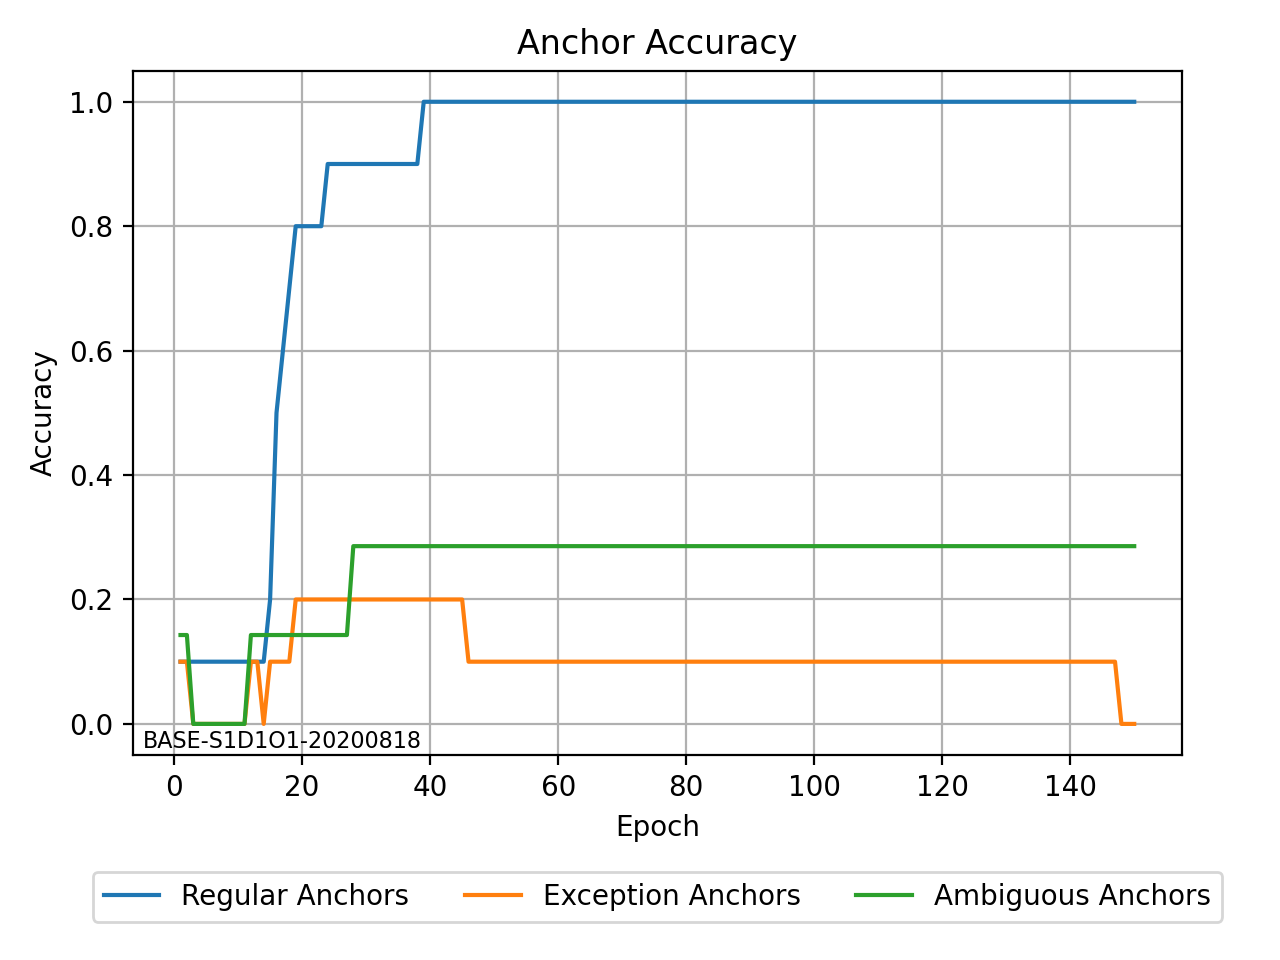 Anchor Accuracy
1.0
0.8
0.6
0.4
0.2
0.0
Accuracy
BASE-S1D1O1-20200818
0 20 40 60 80 100 120 140
Epoch
Regular Anchors Exception Anchors Ambiguous Anchors